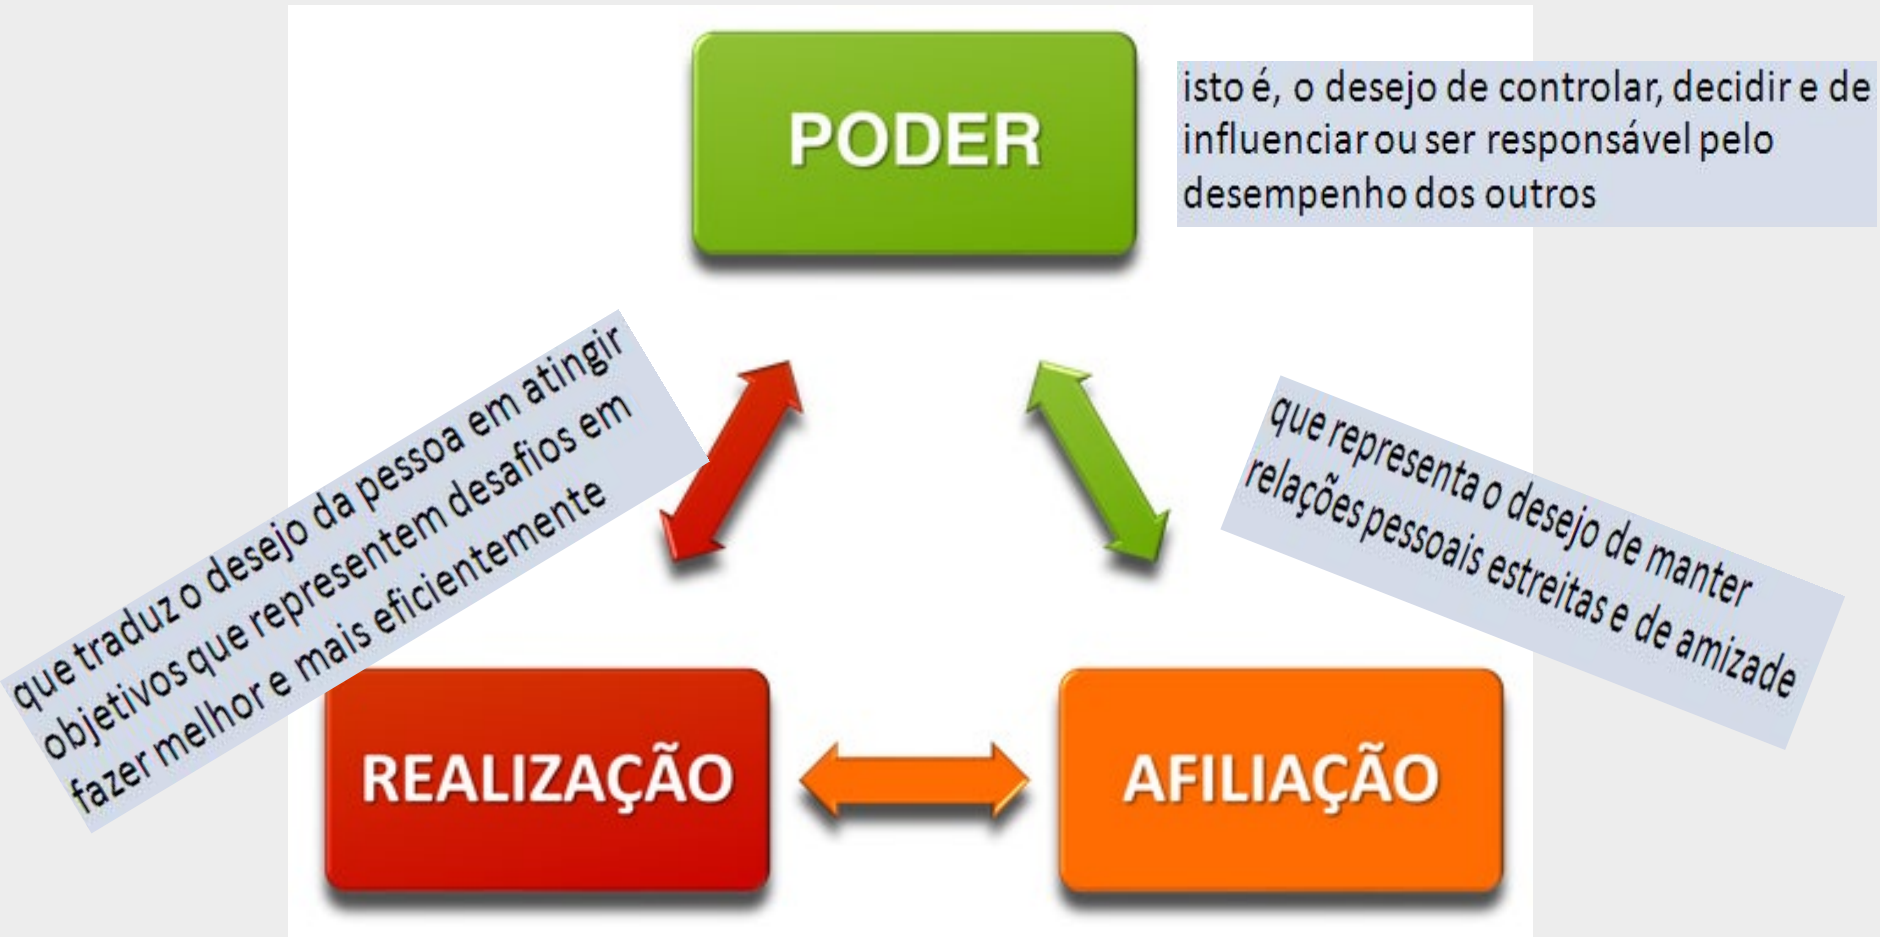 PODER
isto é, o desejo de controlar, decidir e de
influenciar ou ser responsável pelo
desempenho dos outros
que traduz o desejo da pessoa em atingir
objetivos que representem desafios em
fazer melhor e mais eficientemente
que representa o desejo de manter
relações pessoais estreitas e de amizade
REALIZAÇÃO
AFILIAÇÃO